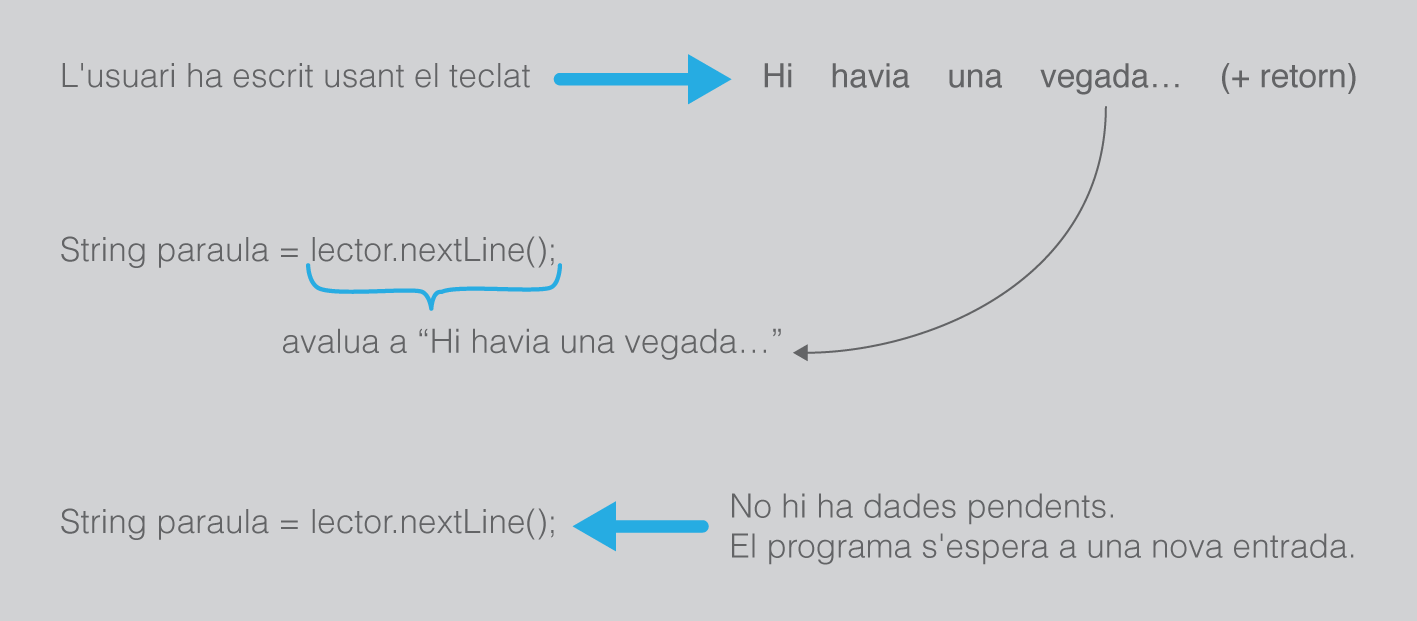 L'usuari ha escrit usant el teclat Hi havia una vegada… (+ retorn)
String paraula = lector.nextLine();
avalua a “Hi havia una vegada…”
String paraula = lector.nextLine();
No hi ha dades pendents.
El programa s'espera a una nova entrada.